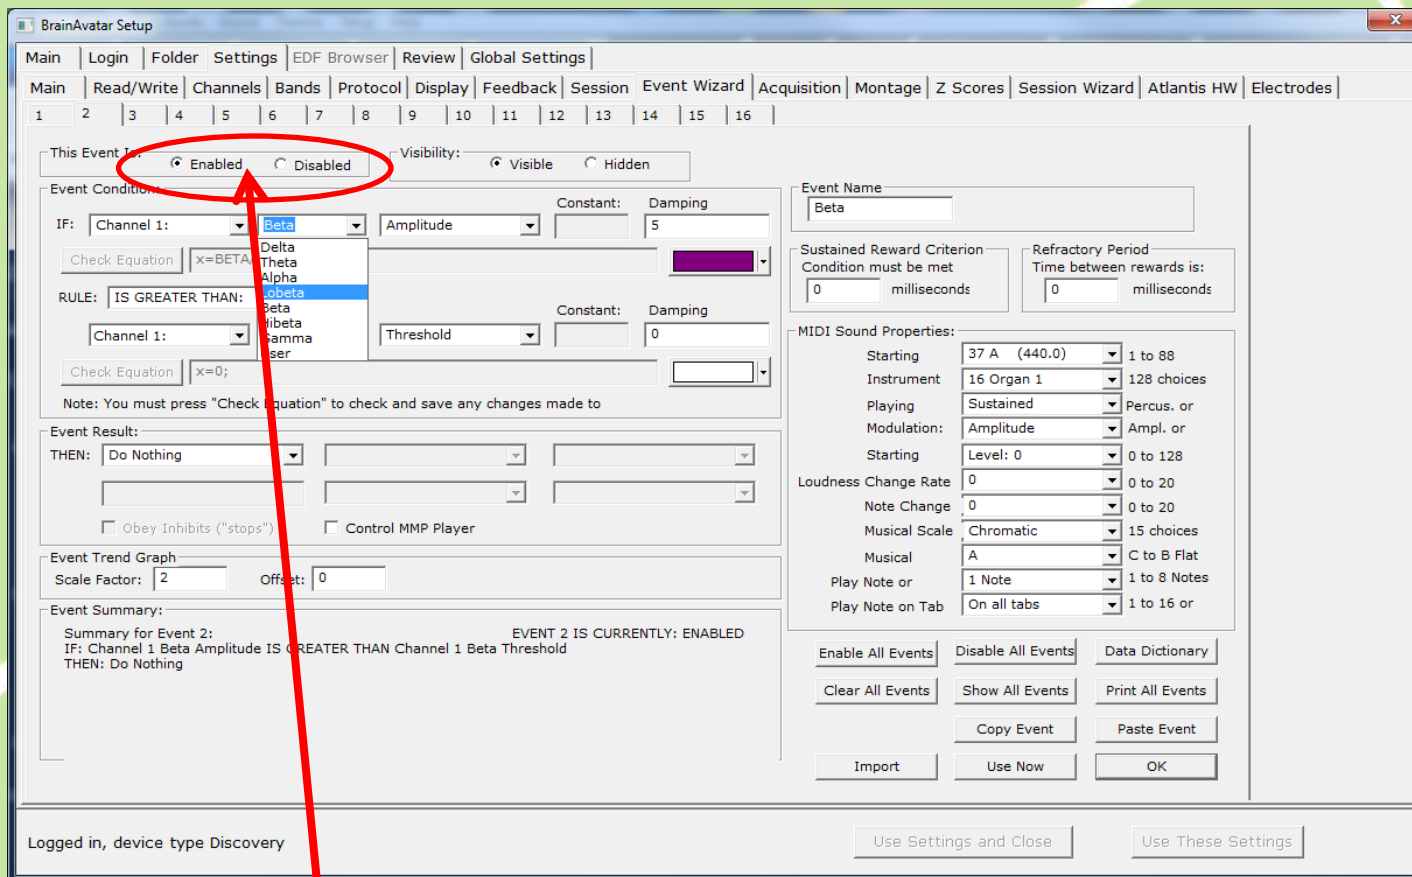 BrainAvatar Setup
Main Login Folder Settings EDF Browser Review Global Settings
Main Read/Write Channels Bands Protocol Display Feedback Session Event Wizard Acquisition Montage Z Scores Session Wizard Atlantis HW Electrodes
1 2 3 4 5 6 7 8 9 10 11 12 13 14 15 16
This Event Is: Enabled Disabled
Visibility: Visible Hidden
Event Condition:
Constant: Damping
IF: Channel 1: Beta Amplitude 5
Check Equation x=BETA
Delta
Theta
Alpha
Lobeta
Beta
Hibeta
Gamma
User
RULE: IS GREATER THAN:
Constant: Damping
Channel 1: Threshold 0
Check Equation x=0;
Note: You must press "Check Equation" to check and save any changes made to
Event Result:
THEN: Do Nothing
Obey Inhibits ("stops") Control MMP Player
Event Trend Graph
Scale Factor: 2 Offset: 0
Event Summary:
Summary for Event 2: EVENT 2 IS CURRENTLY: ENABLED
IF: Channel 1 Beta Amplitude IS GREATER THAN Channel 1 Beta Threshold
THEN: Do Nothing
Event Name
Beta
Sustained Reward Criterion
Condition must be met
0 milliseconds
Refractory Period
Time between rewards is:
0 milliseconds
MIDI Sound Properties:
Starting 37 A (440.0) 1 to 88
Instrument 16 Organ 1 128 choices
Playing Sustained Percus. or
Modulation: Amplitude Ampl. or
Starting Level: 0 0 to 128
Loudness Change Rate 0 0 to 20
Note Change 0 0 to 20
Musical Scale Chromatic 15 choices
Musical A C to B Flat
Play Note or 1 Note 1 to 8 Notes
Play Note on Tab On all tabs 1 to 16 or
Enable All Events Disable All Events Data Dictionary
Clear All Events Show All Events Print All Events
Copy Event Paste Event
Import Use Now OK
Logged in, device type Discovery
Use Settings and Close Use These Settings